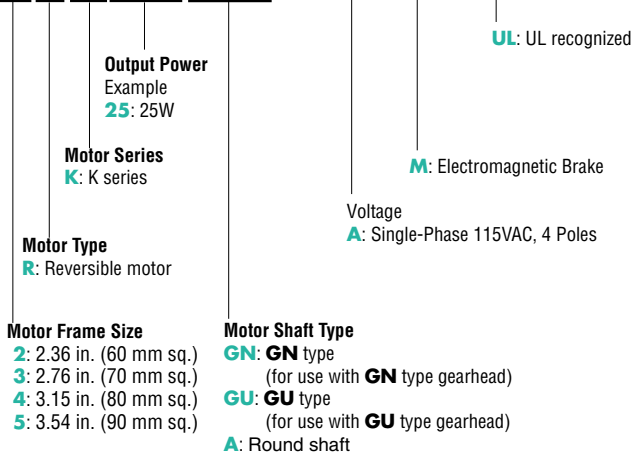 UL: UL recognized
Output Power
Example
25: 25W
Motor Series
K: K series
M: Electromagnetic Brake
Voltage
A: Single-Phase 115VAC, 4 Poles
Motor Type
R: Reversible motor
Motor Frame Size
2: 2.36 in. (60 mm sq.)
3: 2.76 in. (70 mm sq.)
4: 3.15 in. (80 mm sq.)
5: 3.54 in. (90 mm sq.)
Motor Shaft Type
GN: GN type
(for use with GN type gearhead)
GU: GU type
(for use with GU type gearhead)
A: Round shaft